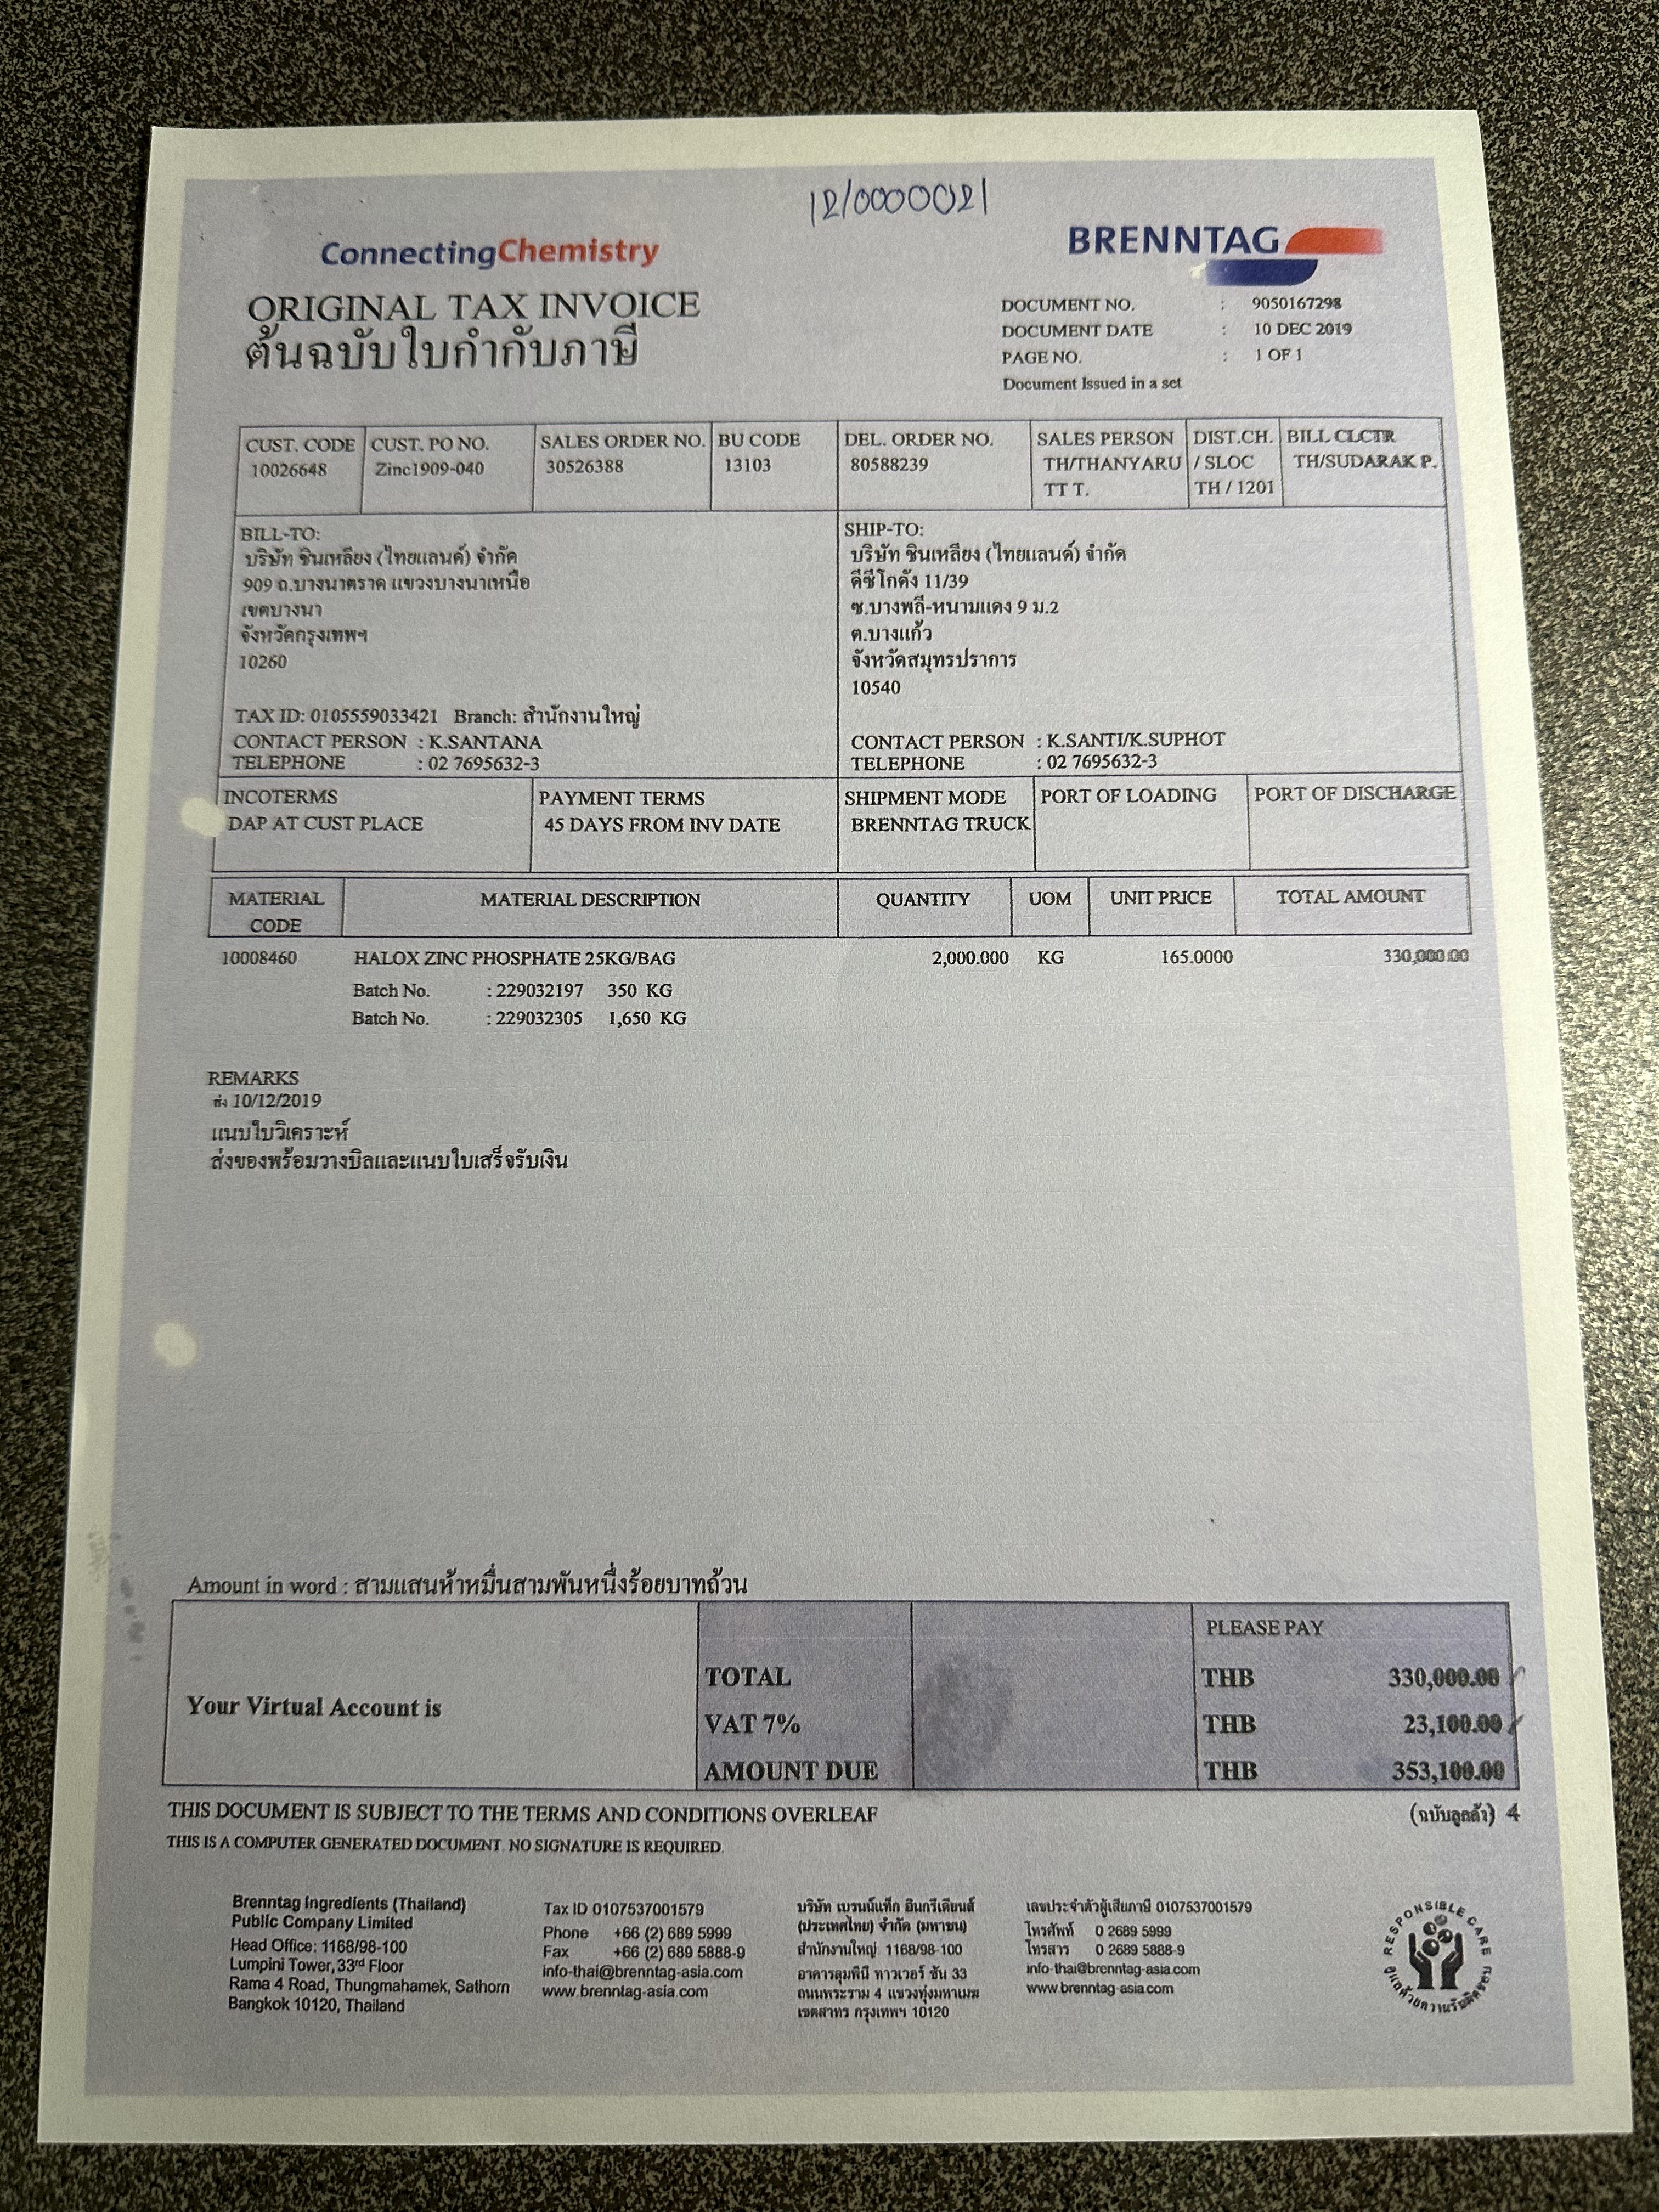 12/0000021
ConnectingChemistry
BRENNTAG
ORIGINAL TAX INVOICE
ต้นฉบับใบกำกับภาษี
DOCUMENT NO. : 9050167298
DOCUMENT DATE : 10 DEC 2019
PAGE NO. : 1 OF 1
Document Issued in a set
CUST. CODE CUST. PO NO. SALES ORDER NO. BU CODE DEL. ORDER NO. SALES PERSON DIST.CH. BILL CLCTR
10026648 Zinc1909-040 30526388 13103 80588239 TH/THANYARU / SLOC TH/SUDARAK P.
TT T. TH / 1201
BILL-TO:
บริษัท ชินเหลียง (ไทยแลนด์) จำกัด
909 ถ.บางนาตราด แขวงบางนาเหนือ
เขตบางนา
จังหวัดกรุงเทพฯ
10260
TAX ID: 0105559033421 Branch: สำนักงานใหญ่
CONTACT PERSON : K.SANTANA
TELEPHONE : 02 7695632-3
SHIP-TO:
บริษัท ชินเหลียง (ไทยแลนด์) จำกัด
ดีซีโกดัง 11/39
ซ.บางพลี-หนามแดง 9 ม.2
ต.บางแก้ว
จังหวัดสมุทรปราการ
10540
CONTACT PERSON : K.SANTI/K.SUPHOT
TELEPHONE : 02 7695632-3
INCOTERMS PAYMENT TERMS SHIPMENT MODE PORT OF LOADING PORT OF DISCHARGE
DAP AT CUST PLACE 45 DAYS FROM INV DATE BRENNTAG TRUCK
MATERIAL CODE MATERIAL DESCRIPTION QUANTITY UOM UNIT PRICE TOTAL AMOUNT
10008460 HALOX ZINC PHOSPHATE 25KG/BAG 2,000.000 KG 165.0000 330,000.00
Batch No. : 229032197 350 KG
Batch No. : 229032305 1,650 KG
REMARKS
ส่ง 10/12/2019
แนบใบวิเคราะห์
ส่งของพร้อมวางบิลและแนบใบเสร็จรับเงิน
Amount in word : สามแสนห้าหมื่นสามพันหนึ่งร้อยบาทถ้วน
PLEASE PAY
Your Virtual Account is
TOTAL THB 330,000.00
VAT 7% THB 23,100.00
AMOUNT DUE THB 353,100.00
THIS DOCUMENT IS SUBJECT TO THE TERMS AND CONDITIONS OVERLEAF
(ฉบับลูกค้า) 4
THIS IS A COMPUTER GENERATED DOCUMENT. NO SIGNATURE IS REQUIRED.
Brenntag Ingredients (Thailand)
Public Company Limited
Head Office: 1168/98-100
Lumpini Tower, 33rd Floor
Rama 4 Road, Thungmahamek, Sathorn
Bangkok 10120, Thailand
Tax ID 0107537001579
Phone +66 (2) 689 5999
Fax +66 (2) 689 5888-9
info-thai@brenntag-asia.com
www.brenntag-asia.com
บริษัท เบรนน์แท็ก อินกรีเดียนส์
(ประเทศไทย) จำกัด (มหาชน)
สำนักงานใหญ่ 1168/98-100
อาคารลุมพินี ทาวเวอร์ ชั้น 33
ถนนพระราม 4 แขวงทุ่งมหาเมฆ
เขตสาทร กรุงเทพฯ 10120
เลขประจำตัวผู้เสียภาษี 0107537001579
โทรศัพท์ 0 2689 5999
โทรสาร 0 2689 5888-9
info-thai@brenntag-asia.com
www.brenntag-asia.com
RESPONSIBLE CARE
ดูแลด้วยความรับผิดชอบ